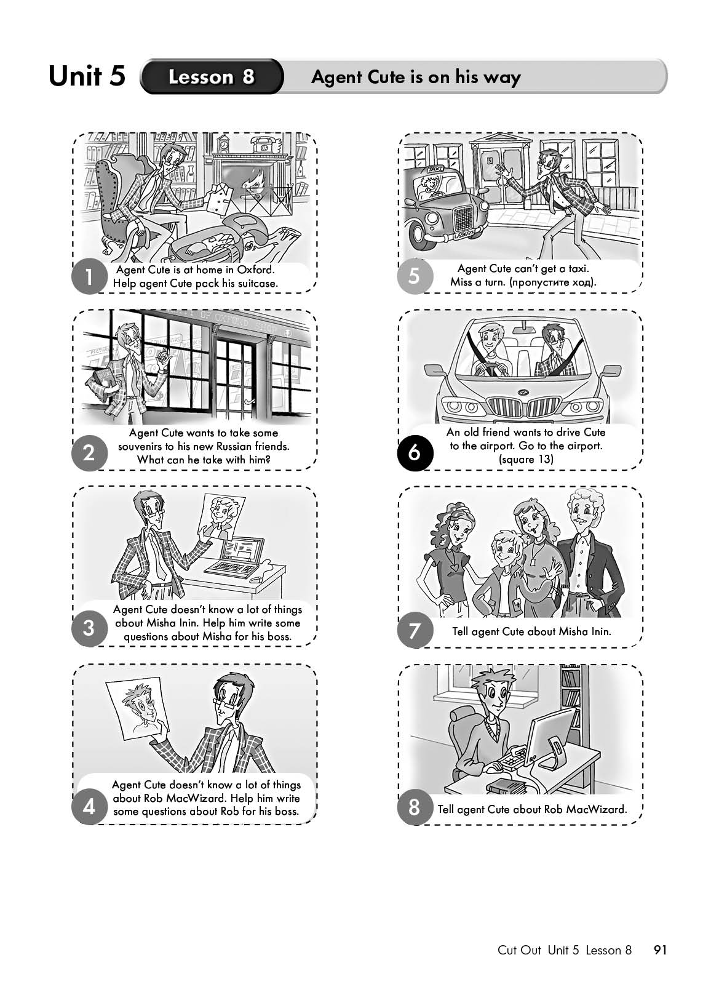 Unit 5
Lesson 8
Agent Cute is on his way
1
Agent Cute is at home in Oxford.
Help agent Cute pack his suitcase.
2
OF OXFORD SHOP
SOUVENIRS
Agent Cute wants to take some
souvenirs to his new Russian friends.
What can he take with him?
3
Agent Cute doesn't know a lot of things
about Misha Inin. Help him write some
questions about Misha for his boss.
4
Agent Cute doesn't know a lot of things
about Rob MacWizard. Help him write
some questions about Rob for his boss.
TAXI
5
5
Agent Cute can't get a taxi.
Miss a turn. (пропустите ход).
6
An old friend wants to drive Cute
to the airport. Go to the airport.
(square 13)
7
Tell agent Cute about Misha Inin.
8
Tell agent Cute about Rob MacWizard.
Cut Out Unit 5 Lesson 8 91